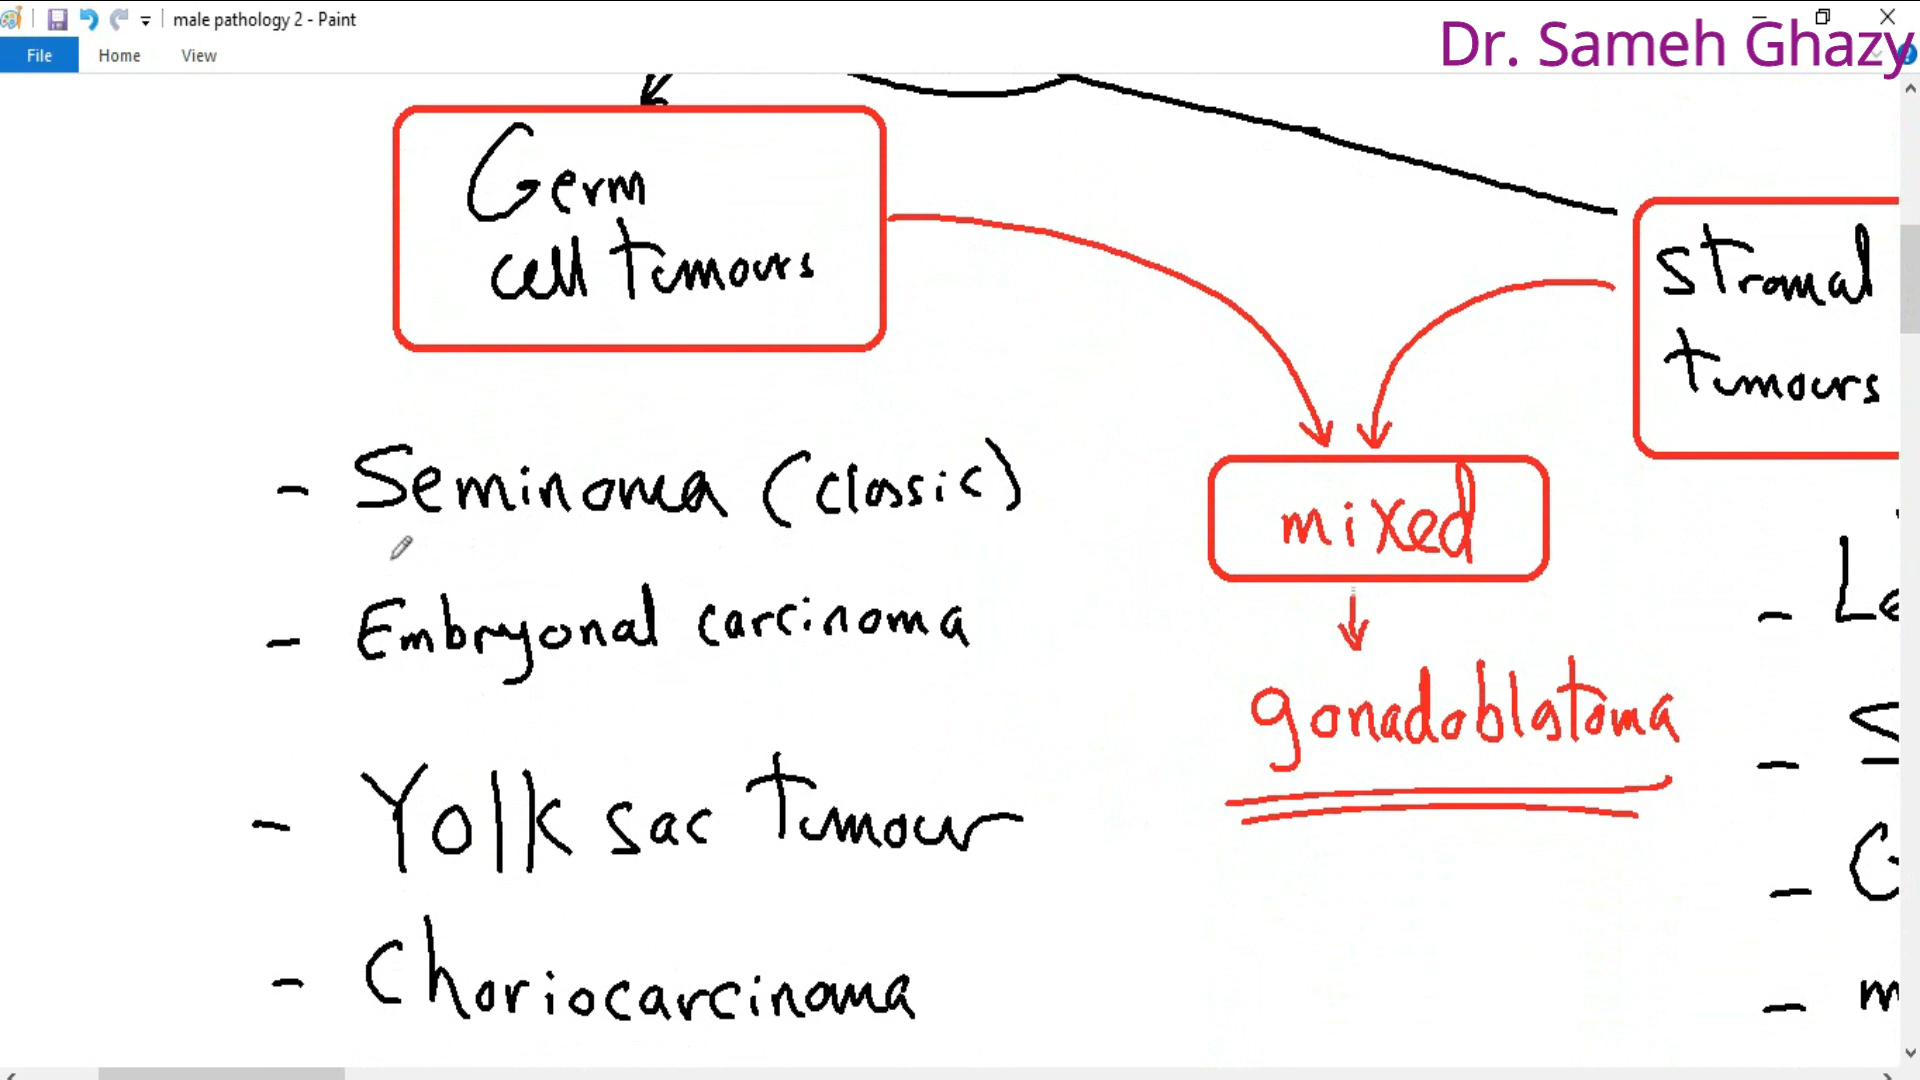 male pathology 2 - Paint
Dr. Sameh Ghazy
File Home View
Germ
cell tumours
stromal
tumours
- Seminoma (classic)
mixed
- Embryonal carcinoma
- Le
gonadoblatoma
- S
- Yolk sac tumour
- G
- Choriocarcinoma
- m